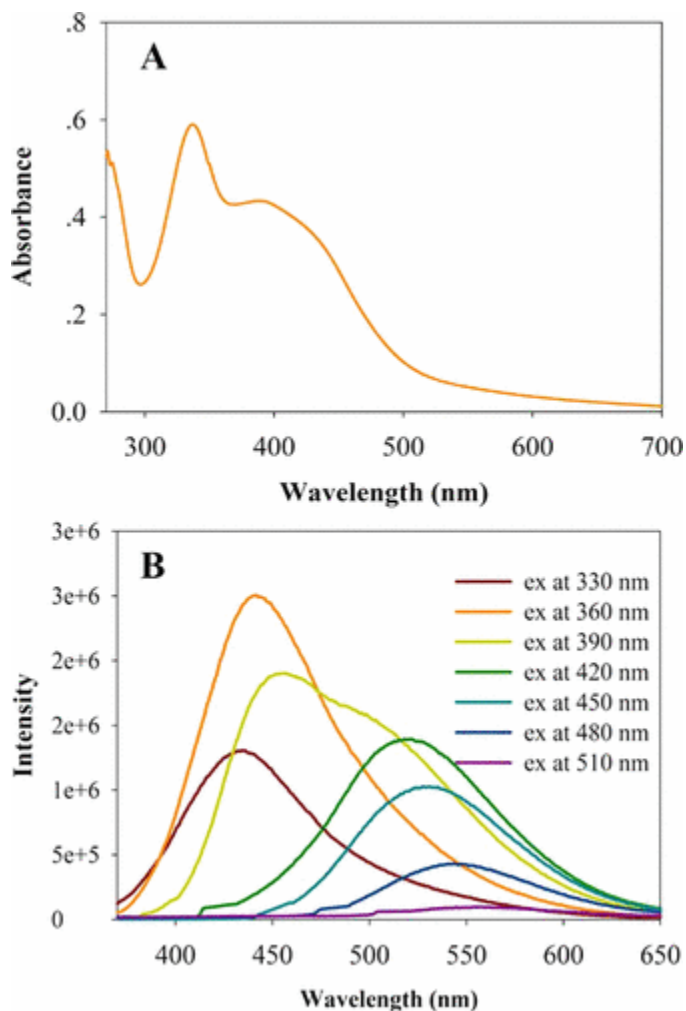 A
.8
.6
.4
.2
0.0
Absorbance
300 400 500 600 700
Wavelength (nm)
B
3e+6
3e+6
2e+6
2e+6
1e+6
5e+5
0
Intensity
ex at 330 nm
ex at 360 nm
ex at 390 nm
ex at 420 nm
ex at 450 nm
ex at 480 nm
ex at 510 nm
400 450 500 550 600 650
Wavelength (nm)